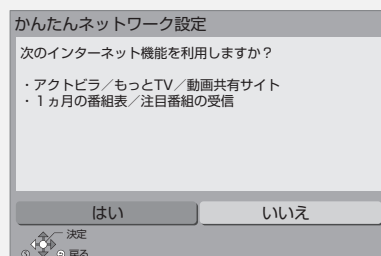 かんたんネットワーク設定
次のインターネット機能を利用しますか？
・アクトビラ／もっとTV／動画共有サイト
・１ヵ月の番組表／注目番組の受信
はい
いいえ
決定
戻る